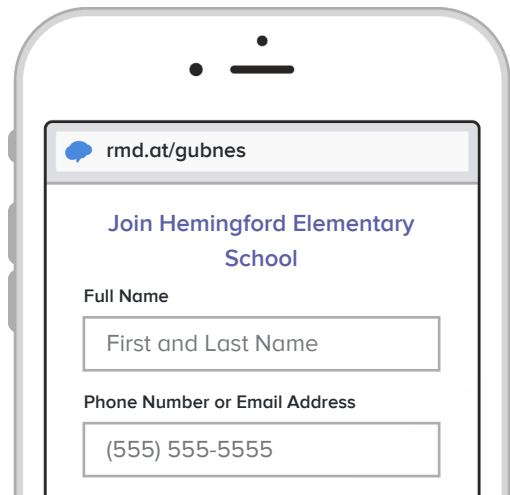 rmd.at/gubnes
Join Hemingford Elementary
School
Full Name
First and Last Name
Phone Number or Email Address
(555) 555-5555